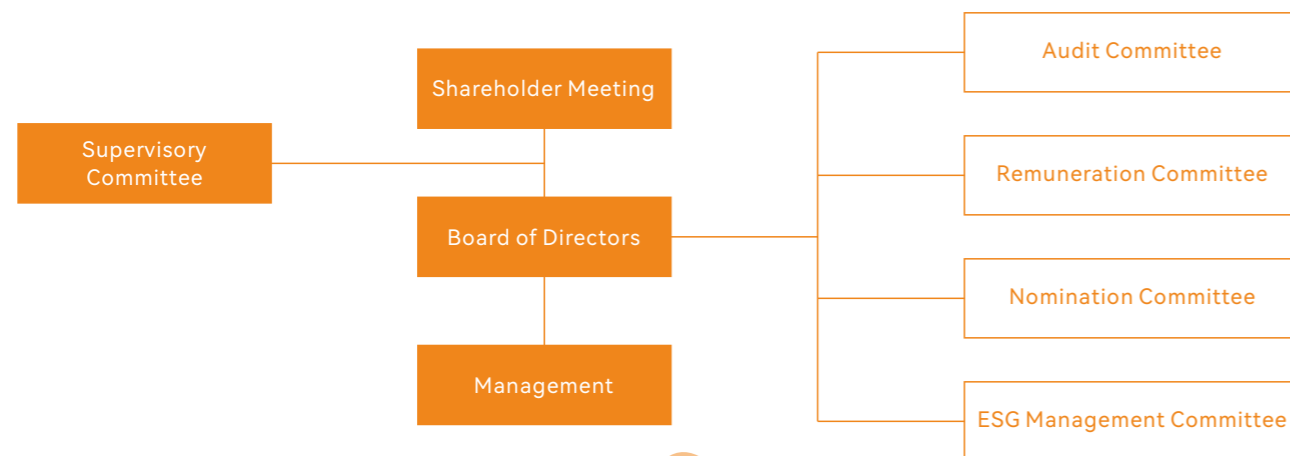 Shareholder Meeting
Supervisory
Committee
Board of Directors
Management
Audit Committee
Remuneration Committee
Nomination Committee
ESG Management Committee